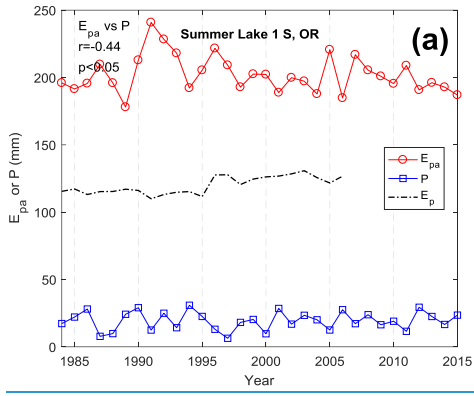 E_pa vs P
r=-0.44
p<0.05
Summer Lake 1 S, OR
(a)
250
200
150
100
50
0
E_pa or P (mm)
E_pa
P
E_p
1985
1990
1995
2000
2005
2010
2015
Year